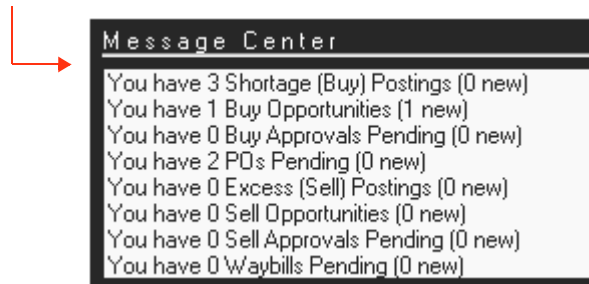 Message Center
You have 3 Shortage (Buy) Postings (0 new)
You have 1 Buy Opportunities (1 new)
You have 0 Buy Approvals Pending (0 new)
You have 2 POs Pending (0 new)
You have 0 Excess (Sell) Postings (0 new)
You have 0 Sell Opportunities (0 new)
You have 0 Sell Approvals Pending (0 new)
You have 0 Waybills Pending (0 new)